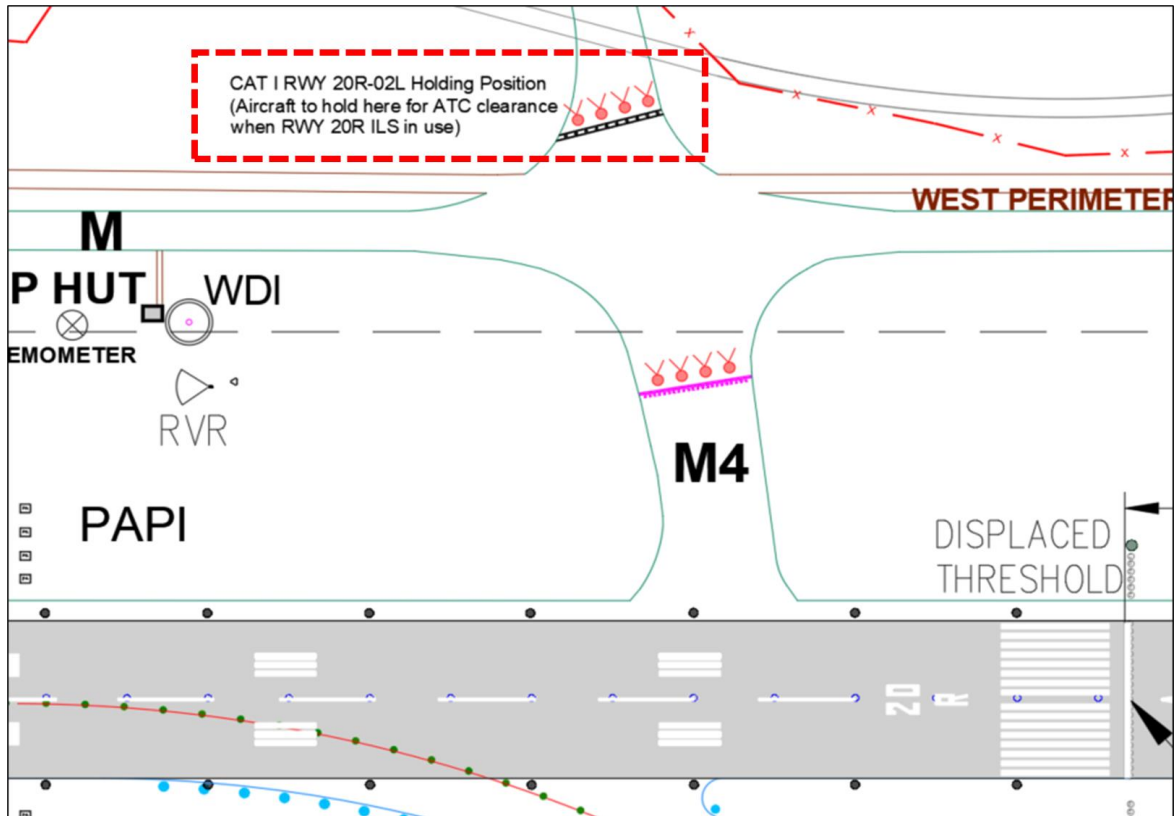 CAT I RWY 20R-02L Holding Position
(Aircraft to hold here for ATC clearance
when RWY 20R ILS in use)
WEST PERIMETER
M
P HUT
WDI
EMOMETER
RVR
M4
PAPI
DISPLACED
THRESHOLD
20
R